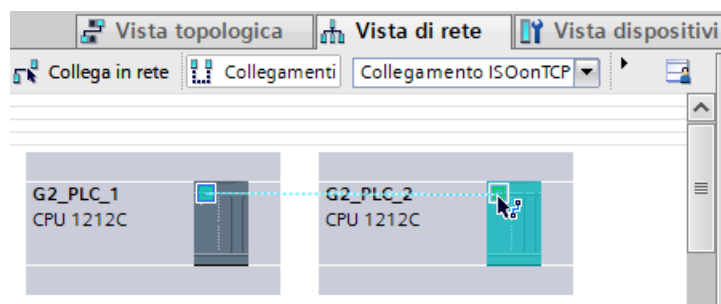 Vista topologica Vista di rete Vista dispositivi
Collega in rete Collegamenti Collegamento ISOonTCP
G2_PLC_1 G2_PLC_2
CPU 1212C CPU 1212C